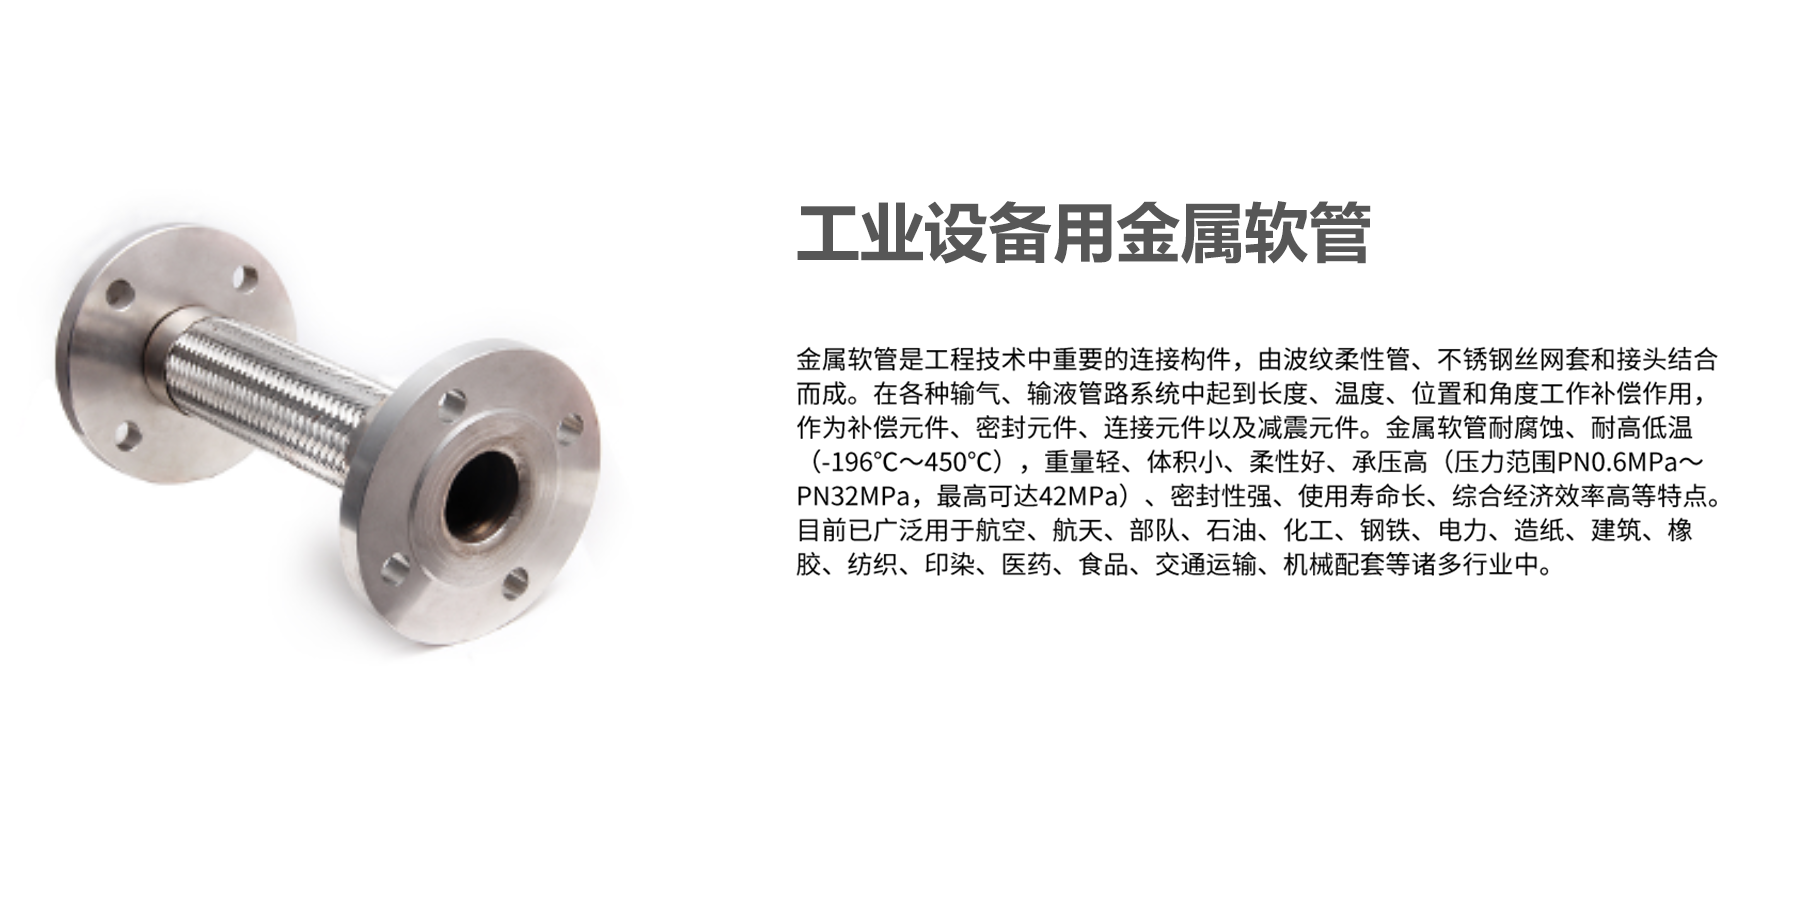 工业设备用金属软管
金属软管是工程技术中重要的连接构件，由波纹柔性管、不锈钢丝网套和接头结合
而成。在各种输气、输液管路系统中起到长度、温度、位置和角度工作补偿作用，
作为补偿元件、密封元件、连接元件以及减震元件。金属软管耐腐蚀、耐高低温
（-196℃～450℃），重量轻、体积小、柔性好、承压高（压力范围PN0.6MPa～
PN32MPa，最高可达42MPa）、密封性强、使用寿命长、综合经济效率高等特点。
目前已广泛用于航空、航天、部队、石油、化工、钢铁、电力、造纸、建筑、橡
胶、纺织、印染、医药、食品、交通运输、机械配套等诸多行业中。